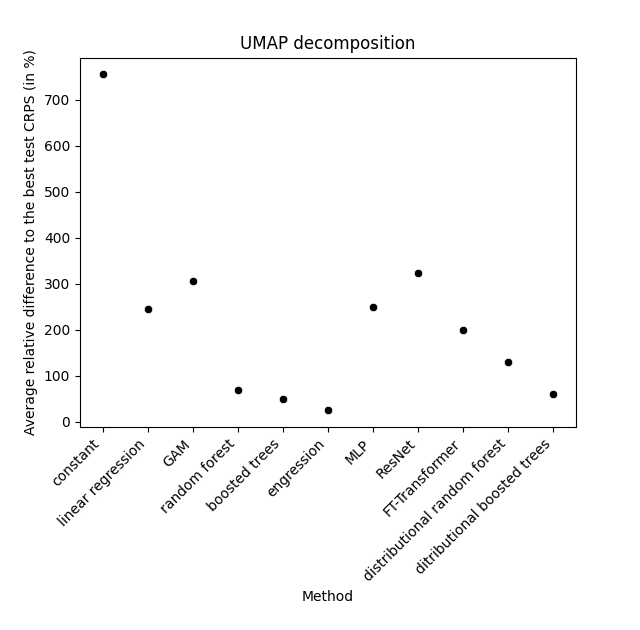 UMAP decomposition
Average relative difference to the best test CRPS (in %)
700
600
500
400
300
200
100
0
constant
linear regression
GAM
random forest
boosted trees
engression
MLP
ResNet
FT-Transformer
distributional random forest
ditributional boosted trees
Method